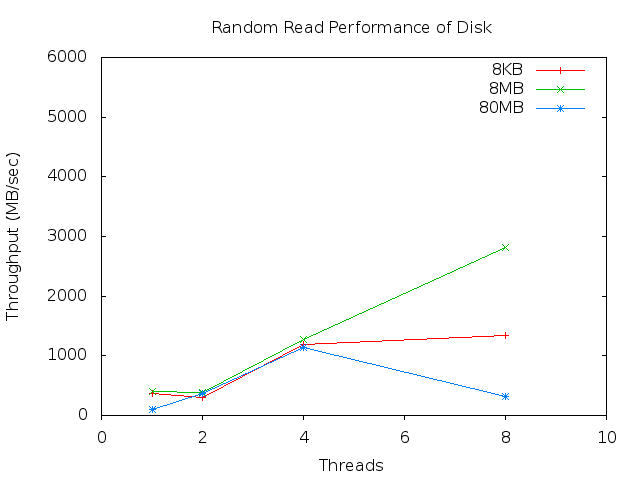 Random Read Performance of Disk
6000
5000
4000
3000
2000
1000
0
Throughput (MB/sec)
8KB
8MB
80MB
0 2 4 6 8 10
Threads